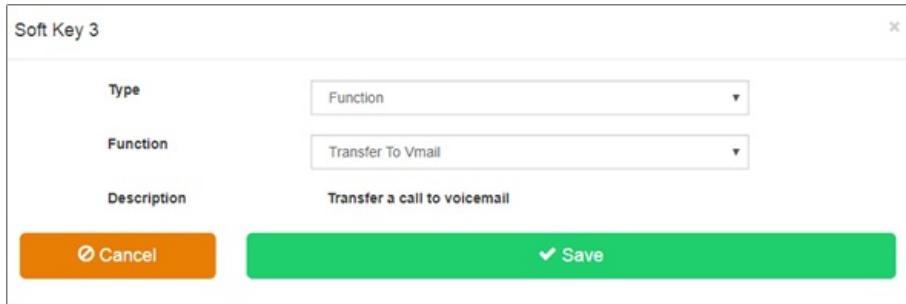 Soft Key 3
Type
Function
Function
Transfer To Vmail
Description
Transfer a call to voicemail
Cancel
Save